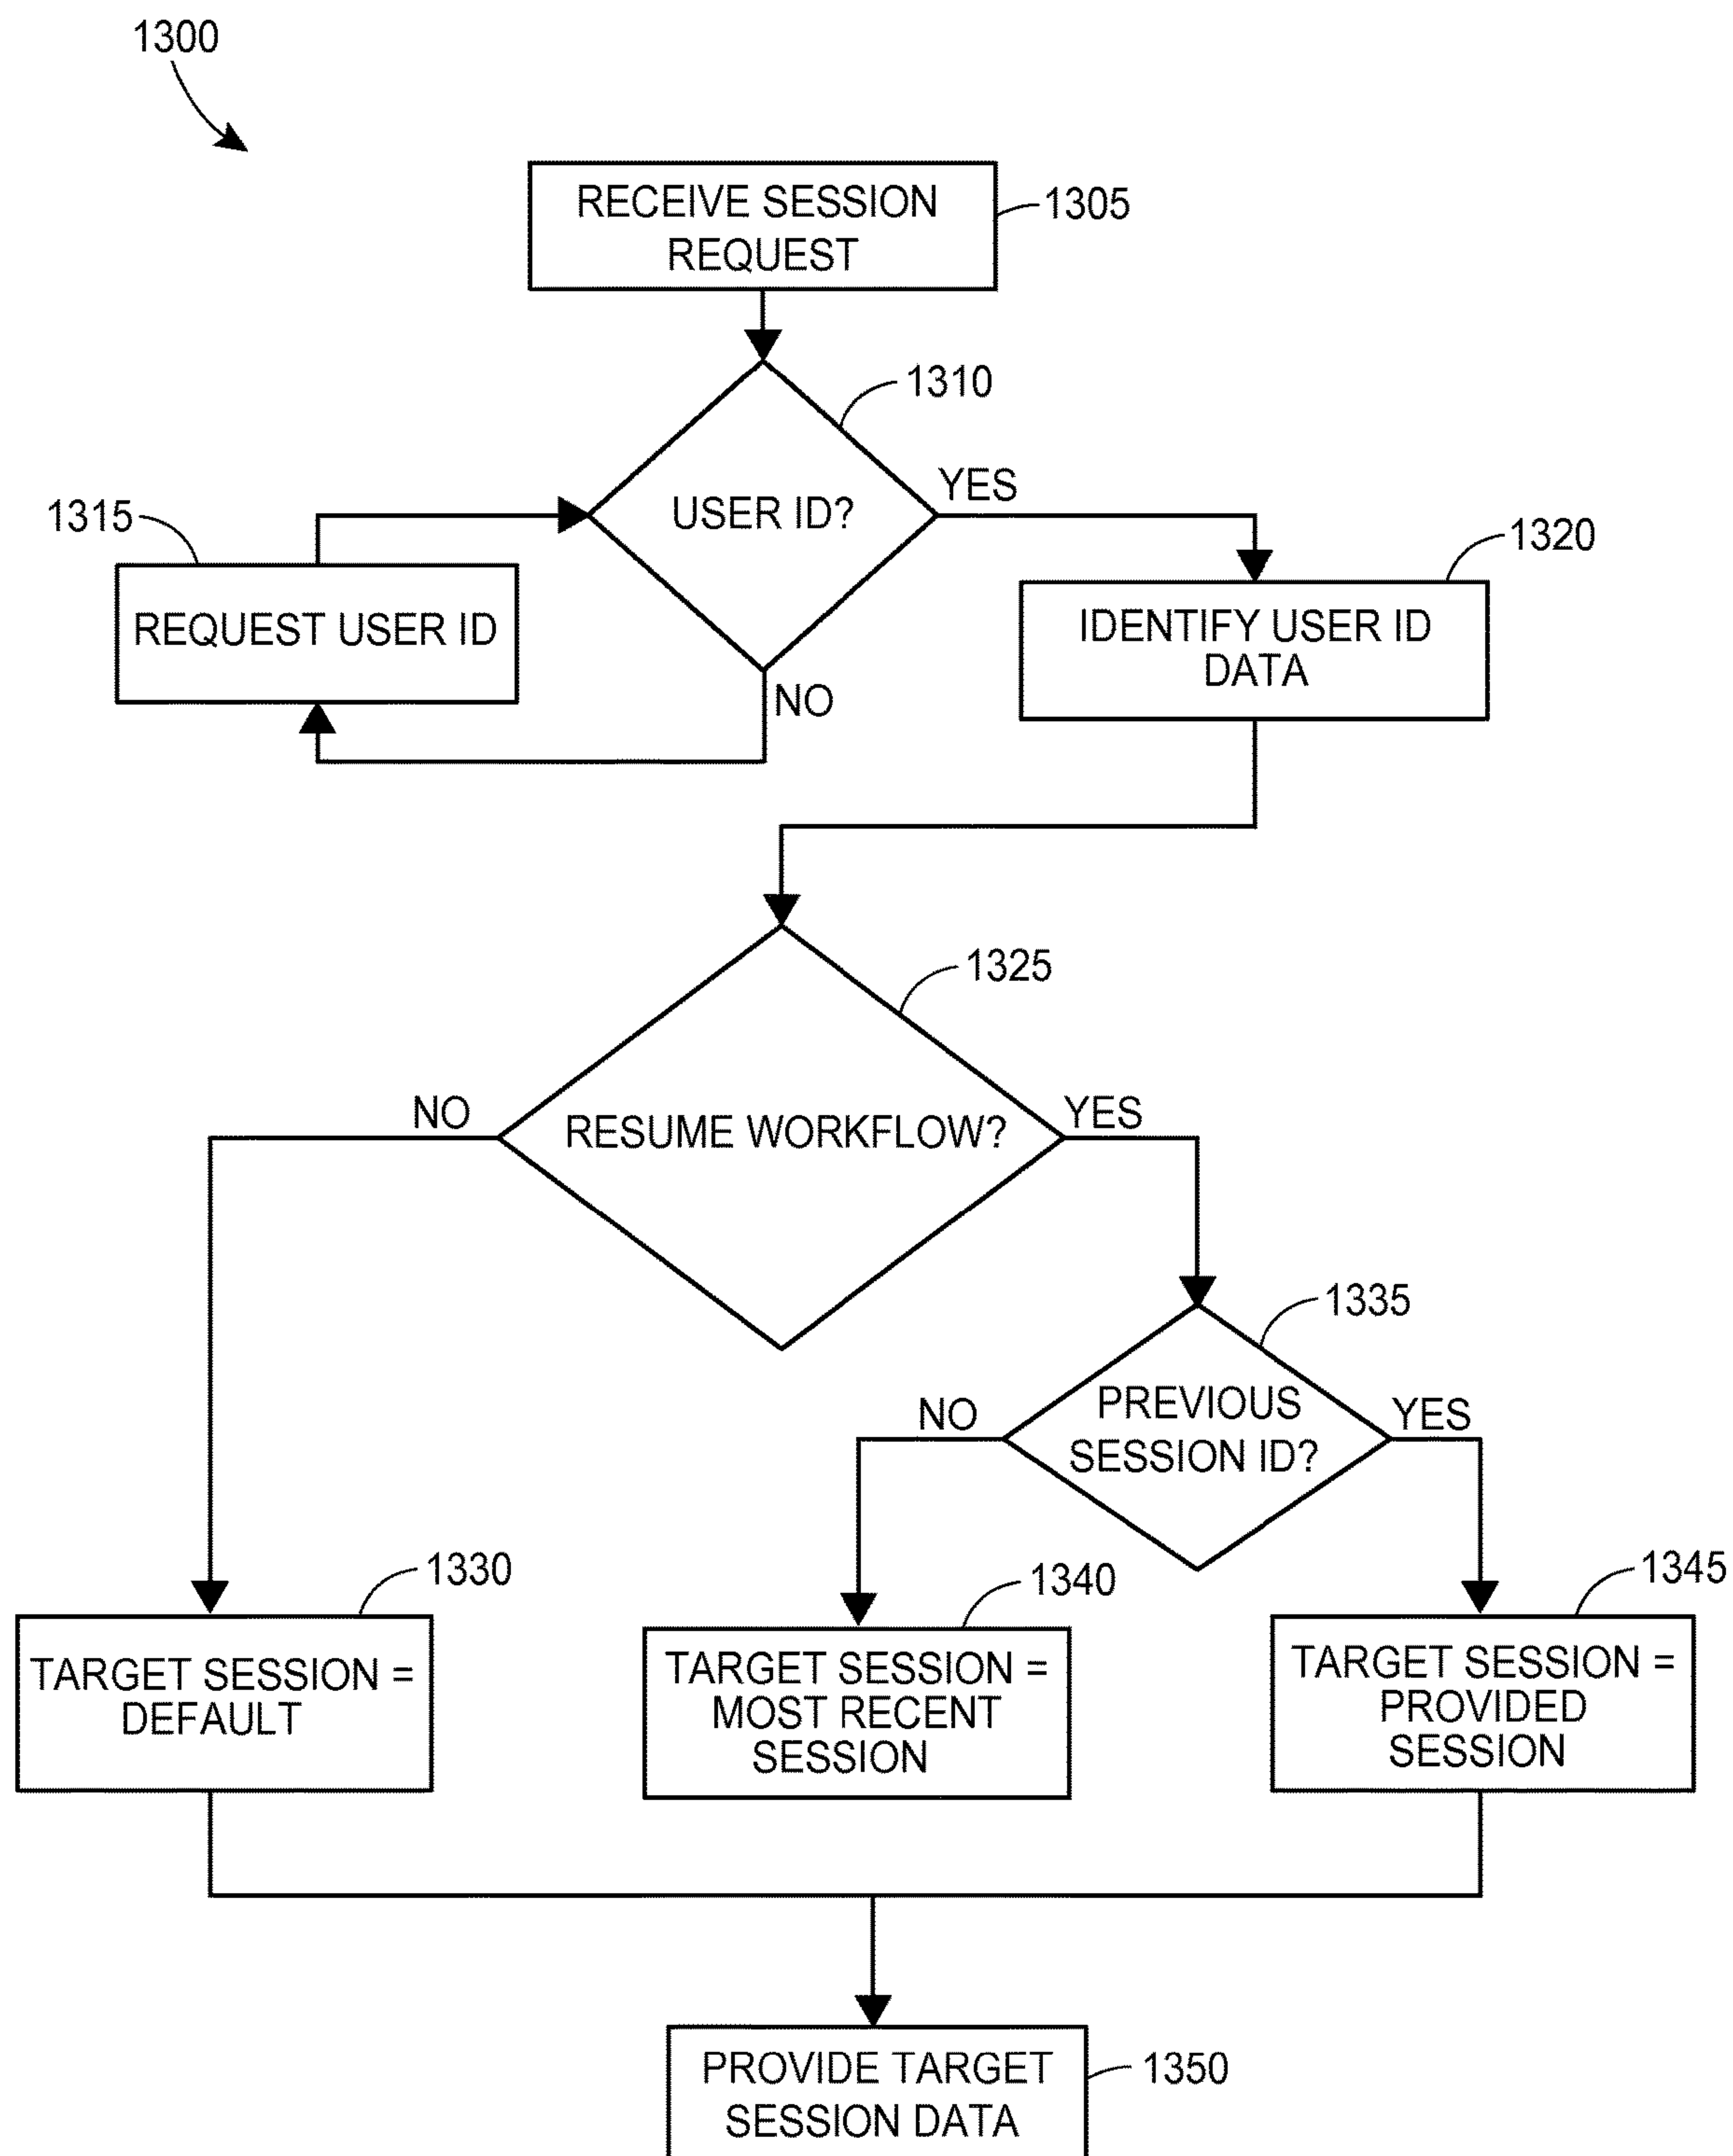 1300
RECEIVE SESSION
REQUEST
1305
1310
USER ID?
YES
NO
1315
REQUEST USER ID
1320
IDENTIFY USER ID
DATA
1325
RESUME WORKFLOW?
NO
YES
1335
PREVIOUS
SESSION ID?
NO
YES
1330
TARGET SESSION =
DEFAULT
1340
TARGET SESSION =
MOST RECENT
SESSION
1345
TARGET SESSION =
PROVIDED
SESSION
PROVIDE TARGET
SESSION DATA
1350